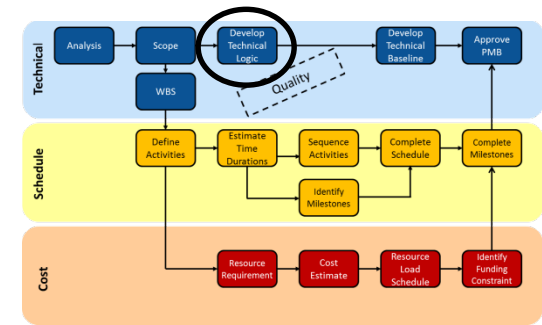 Technical
Analysis
Scope
Develop
Technical
Logic
Develop
Technical
Baseline
Approve
PMB
WBS
Quality
Schedule
Define
Activities
Estimate
Time
Durations
Sequence
Activities
Complete
Schedule
Complete
Milestones
Identify
Milestones
Cost
Resource
Requirement
Cost
Estimate
Resource
Load
Schedule
Identify
Funding
Constraint